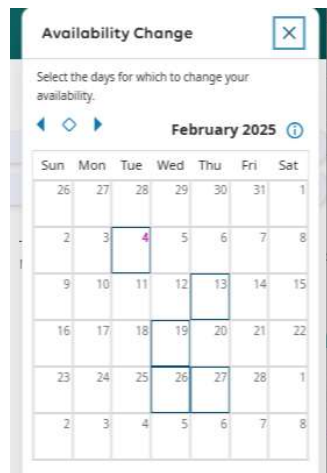 Availability Change
Select the days for which to change your
availability.
February 2025
Sun Mon Tue Wed Thu Fri Sat
26 27 28 29 30 31 1
2 3 4 5 6 7 8
9 10 11 12 13 14 15
16 17 18 19 20 21 22
23 24 25 26 27 28 1
2 3 4 5 6 7 8